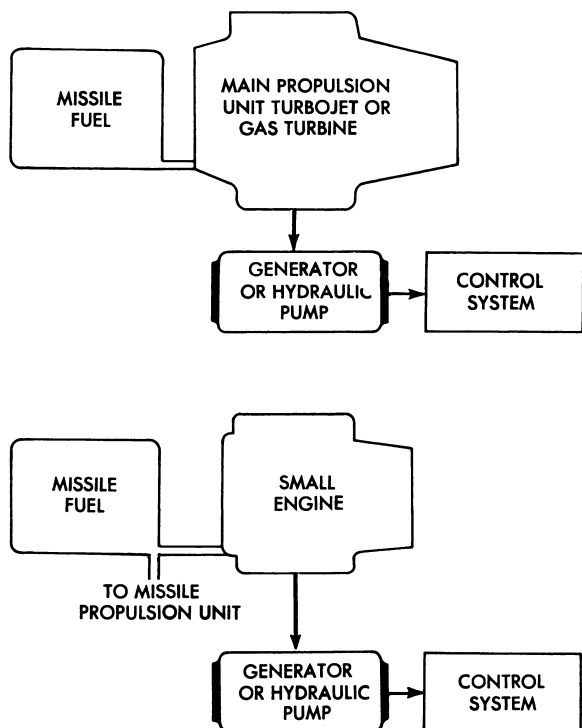 MISSILE
FUEL
MAIN PROPULSION
UNIT TURBOJET OR
GAS TURBINE
GENERATOR
OR HYDRAULIC
PUMP
CONTROL
SYSTEM
MISSILE
FUEL
SMALL
ENGINE
TO MISSILE
PROPULSION UNIT
GENERATOR
OR HYDRAULIC
PUMP
CONTROL
SYSTEM